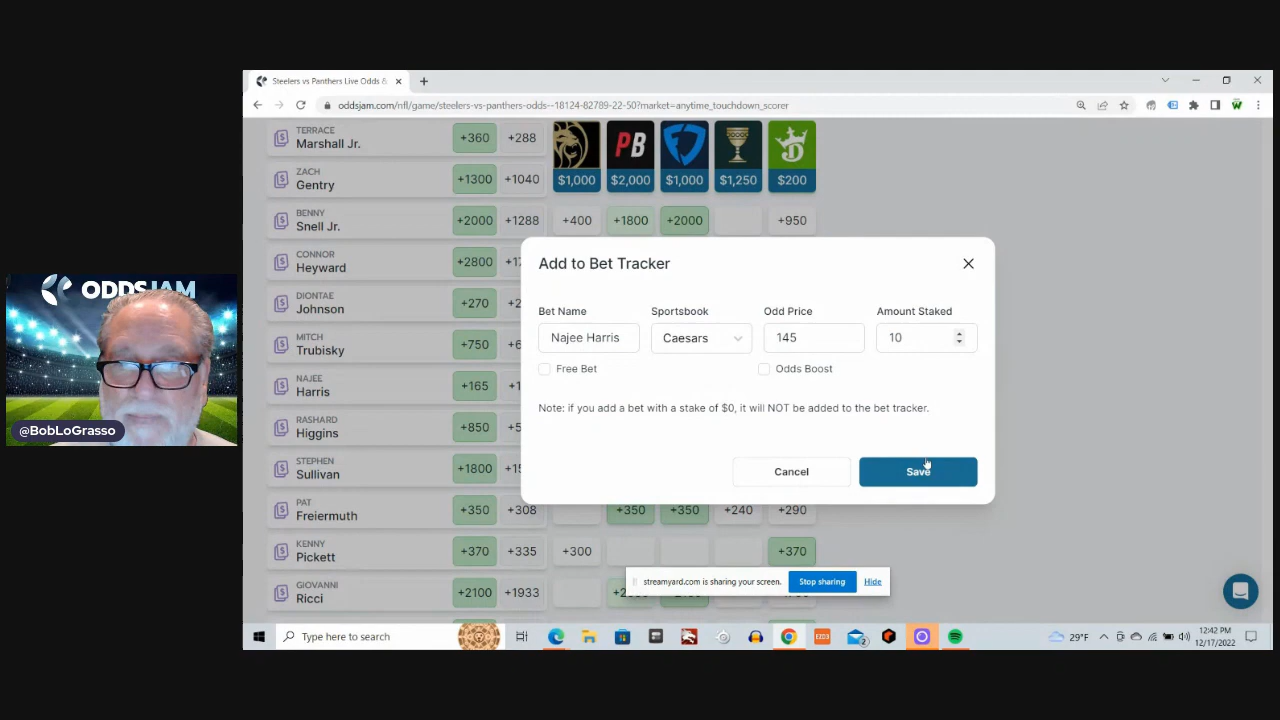 Steelers vs Panthers Live Odds &
oddsjam.com/nfl/game/steelers-vs-panthers-odds--18124-82789-22-50?market=anytime_touchdown_scorer
TERRACE
Marshall Jr.
+360
+288
PB
$1,000
$2,000
$1,000
$1,250
$200
ZACH
Gentry
+1300
+1040
BENNY
Snell Jr.
+2000
+1288
+400
+1800
+2000
+950
CONNOR
Heyward
+2800
DIONTAE
Johnson
+270
MITCH
Trubisky
+750
NAJEE
Harris
+165
RASHARD
Higgins
+850
STEPHEN
Sullivan
+1800
PAT
Freiermuth
+350
+308
+350
+350
+240
+290
KENNY
Pickett
+370
+335
+300
+370
GIOVANNI
Ricci
+2100
+1933
Add to Bet Tracker
Bet Name
Sportsbook
Odd Price
Amount Staked
Najee Harris
Caesars
145
10
Free Bet
Odds Boost
Note: if you add a bet with a stake of $0, it will NOT be added to the bet tracker.
Cancel
Save
streamyard.com is sharing your screen.
Stop sharing
Hide
ODDSJAM
@BobLoGrasso
Type here to search
29°F
12:42 PM
12/17/2022